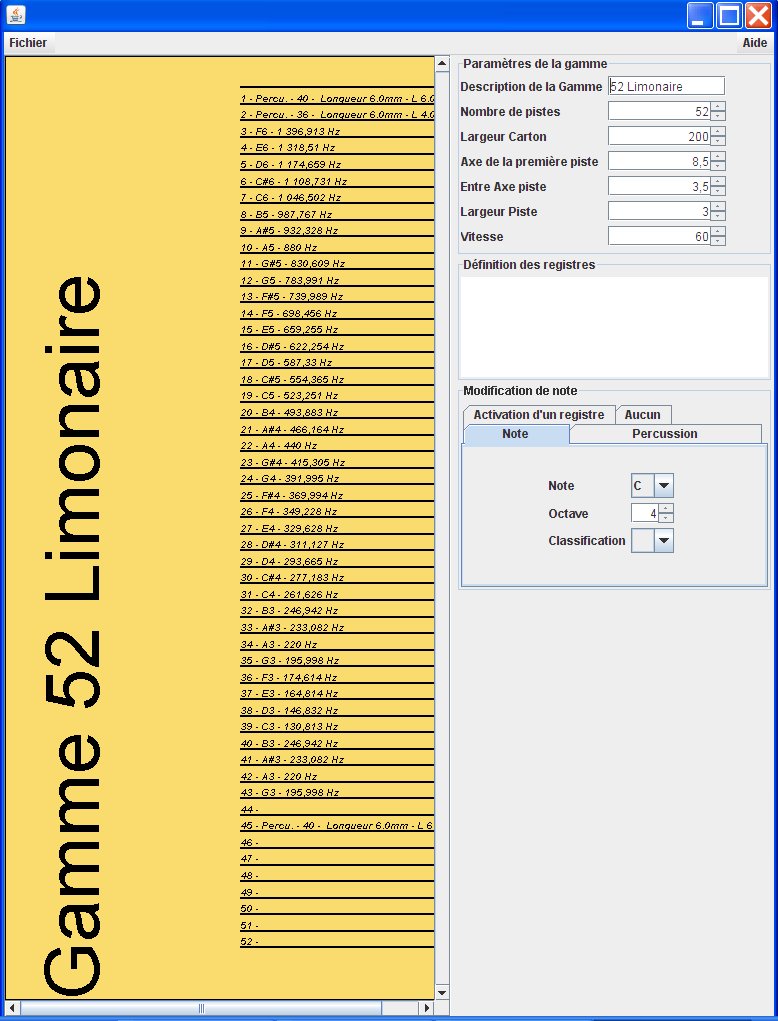 Fichier
Aide
Gamme 52 Limonaire
1 - Percu. - 40 - Longueur 6.0mm - L 6.0
2 - Percu. - 36 - Longueur 6.0mm - L 4.0
3 - F6 - 1 396,913 Hz
4 - E6 - 1 318,51 Hz
5 - D6 - 1 174,659 Hz
6 - C#6 - 1 108,731 Hz
7 - C6 - 1 046,502 Hz
8 - B5 - 987,767 Hz
9 - A#5 - 932,328 Hz
10 - A5 - 880 Hz
11 - G#5 - 830,609 Hz
12 - G5 - 783,991 Hz
13 - F#5 - 739,989 Hz
14 - F5 - 698,456 Hz
15 - E5 - 659,255 Hz
16 - D#5 - 622,254 Hz
17 - D5 - 587,33 Hz
18 - C#5 - 554,365 Hz
19 - C5 - 523,251 Hz
20 - B4 - 493,883 Hz
21 - A#4 - 466,164 Hz
22 - A4 - 440 Hz
23 - G#4 - 415,305 Hz
24 - G4 - 391,995 Hz
25 - F#4 - 369,994 Hz
26 - F4 - 349,228 Hz
27 - E4 - 329,628 Hz
28 - D#4 - 311,127 Hz
29 - D4 - 293,665 Hz
30 - C#4 - 277,183 Hz
31 - C4 - 261,626 Hz
32 - B3 - 246,942 Hz
33 - A#3 - 233,082 Hz
34 - A3 - 220 Hz
35 - G3 - 195,998 Hz
36 - F3 - 174,614 Hz
37 - E3 - 164,814 Hz
38 - D3 - 146,832 Hz
39 - C3 - 130,813 Hz
40 - B3 - 246,942 Hz
41 - A#3 - 233,082 Hz
42 - A3 - 220 Hz
43 - G3 - 195,998 Hz
44 -
45 - Percu. - 40 - Longueur 6.0mm - L 6
46 -
47 -
48 -
49 -
50 -
51 -
52 -
Paramètres de la gamme
Description de la Gamme 52 Limonaire
Nombre de pistes 52
Largeur Carton 200
Axe de la première piste 8,5
Entre Axe piste 3,5
Largeur Piste 3
Vitesse 60
Définition des registres
Modification de note
Activation d'un registre Aucun
Note Percussion
Note C
Octave 4
Classification